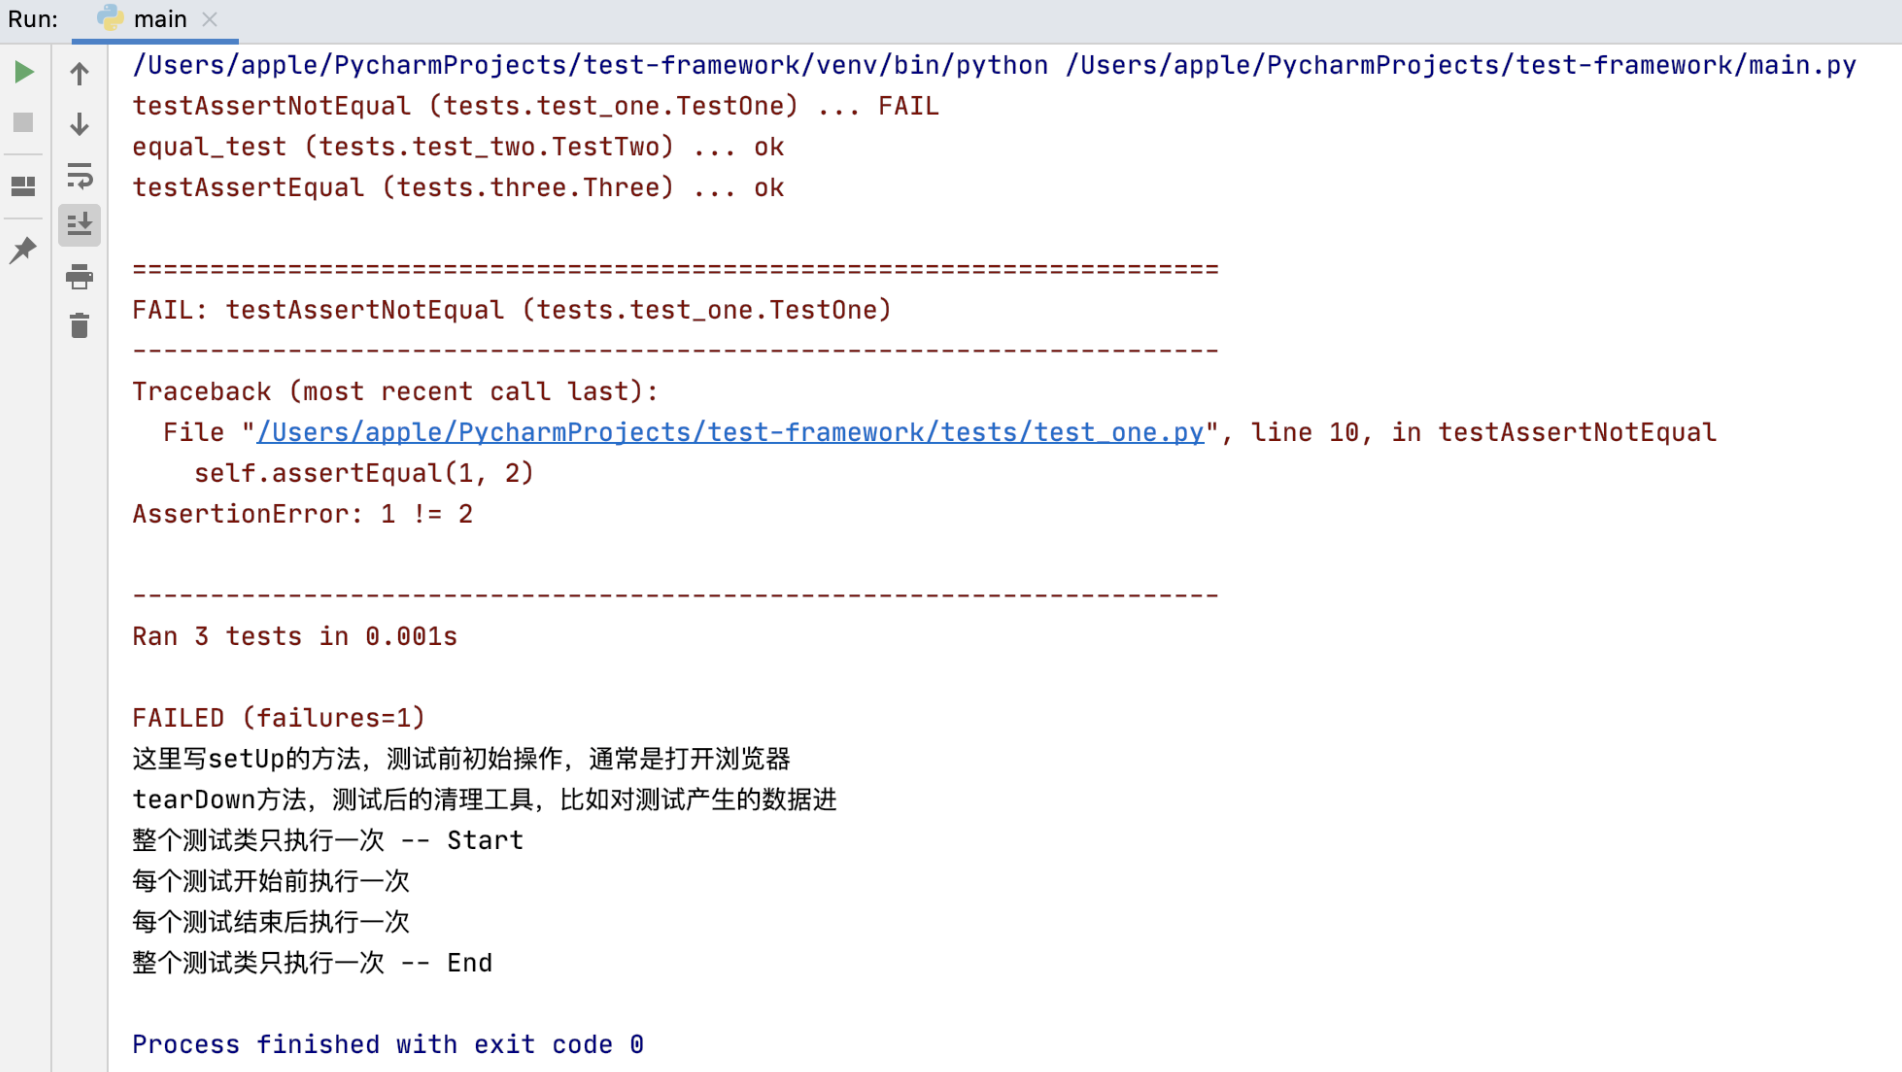 Run: main
/Users/apple/PycharmProjects/test-framework/venv/bin/python /Users/apple/PycharmProjects/test-framework/main.py
testAssertNotEqual (tests.test_one.TestOne) ... FAIL
equal_test (tests.test_two.TestTwo) ... ok
testAssertEqual (tests.three.Three) ... ok
======================================================================
FAIL: testAssertNotEqual (tests.test_one.TestOne)
----------------------------------------------------------------------
Traceback (most recent call last):
  File "/Users/apple/PycharmProjects/test-framework/tests/test_one.py", line 10, in testAssertNotEqual
    self.assertEqual(1, 2)
AssertionError: 1 != 2
----------------------------------------------------------------------
Ran 3 tests in 0.001s
FAILED (failures=1)
这里写setUp的方法，测试前初始操作，通常是打开浏览器
tearDown方法，测试后的清理工具，比如对测试产生的数据进
整个测试类只执行一次 -- Start
每个测试开始前执行一次
每个测试结束后执行一次
整个测试类只执行一次 -- End
Process finished with exit code 0